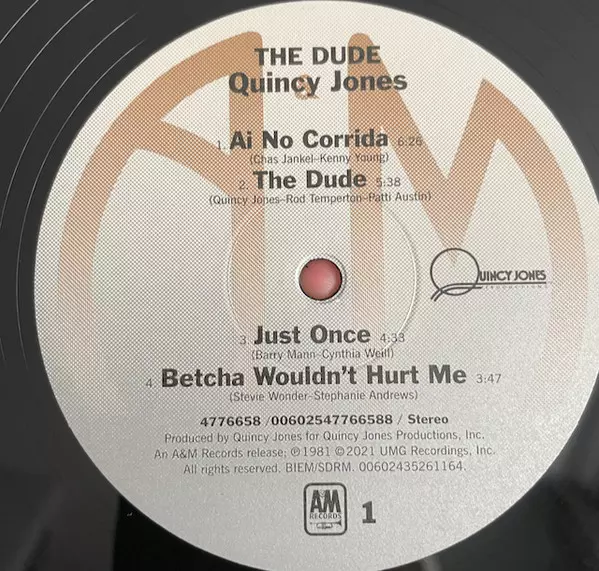 THE DUDE
Quincy Jones
1. Ai No Corrida 6:26
(Chas Jankel–Kenny Young)
2. The Dude 5:38
(Quincy Jones–Rod Temperton–Patti Austin)
QUINCY JONES
PRODUCTIONS
3. Just Once 4:33
(Barry Mann–Cynthia Weill)
4. Betcha Wouldn't Hurt Me 3:47
(Stevie Wonder–Stephanie Andrews)
4776658 /00602547766588 / Stereo
Produced by Quincy Jones for Quincy Jones Productions, Inc.
An A&M Records release; ℗1981 ©2021 UMG Recordings, Inc.
All rights reserved. BIEM/SDRM. 00602435261164.
A&M
RECORDS
1